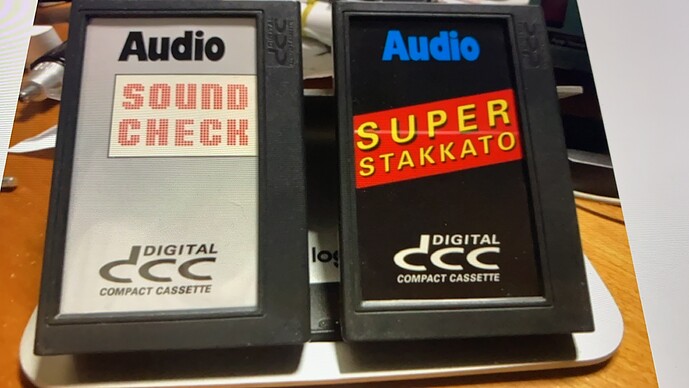 Audio
SOUND
CHECK
dcc DIGITAL
COMPACT CASSETTE
Audio
SUPER
STAKKATO
dcc DIGITAL
COMPACT CASSETTE